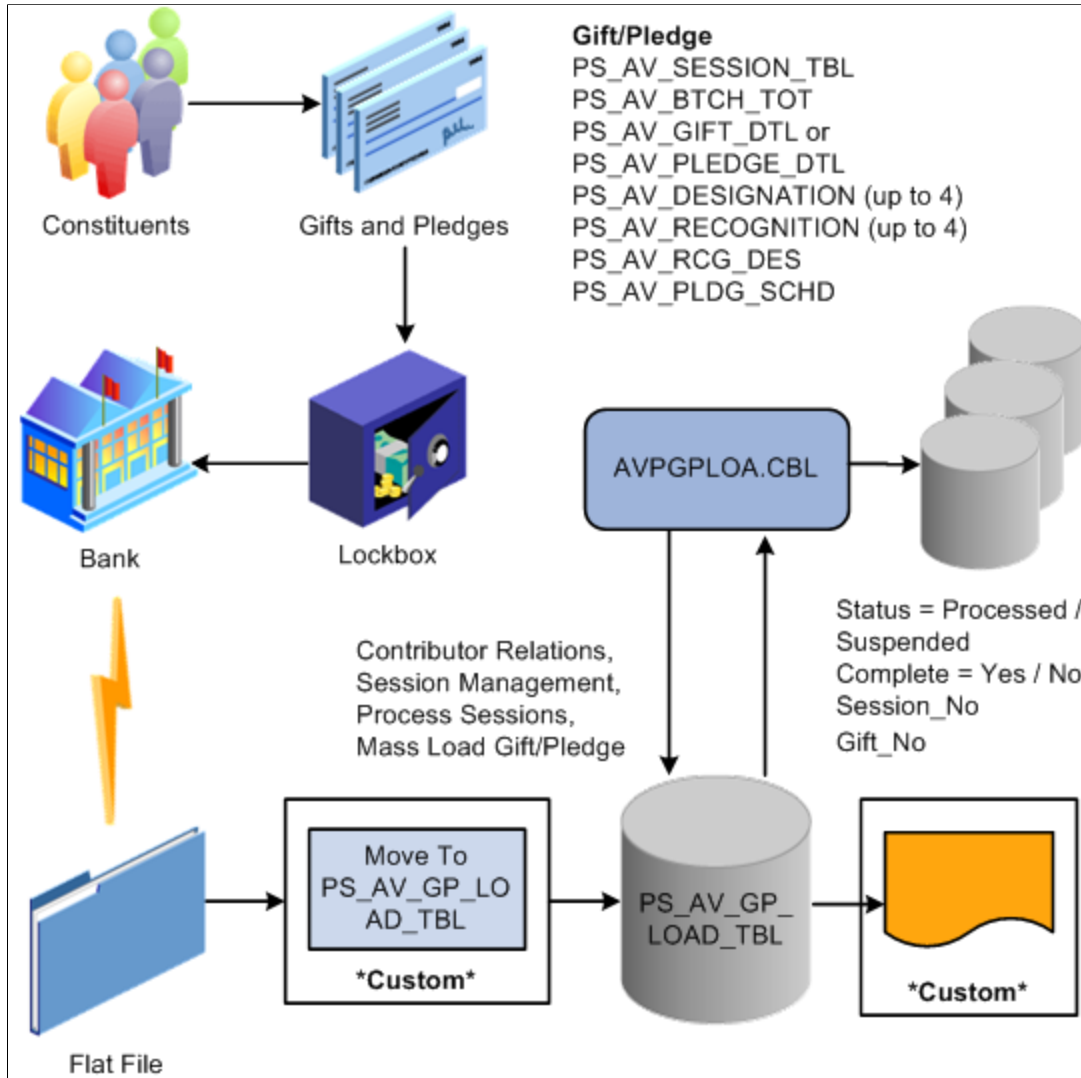 Gift/Pledge
PS_AV_SESSION_TBL
PS_AV_BTCH_TOT
PS_AV_GIFT_DTL or
PS_AV_PLEDGE_DTL
PS_AV_DESIGNATION (up to 4)
PS_AV_RECOGNITION (up to 4)
PS_AV_RCG_DES
PS_AV_PLDG_SCHD
Constituents
Gifts and Pledges
AVPGPLOA.CBL
Bank
Lockbox
Status = Processed /
Suspended
Complete = Yes / No
Session_No
Gift_No
Contributor Relations,
Session Management,
Process Sessions,
Mass Load Gift/Pledge
Move To
PS_AV_GP_LO
AD_TBL
*Custom*
PS_AV_GP_
LOAD_TBL
*Custom*
Flat File